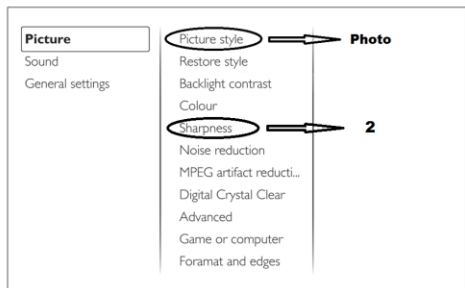 Picture
Sound
General settings
Picture style
Photo
Restore style
Backlight contrast
Colour
Sharpness
2
Noise reduction
MPEG artifact reducti...
Digital Crystal Clear
Advanced
Game or computer
Foramat and edges